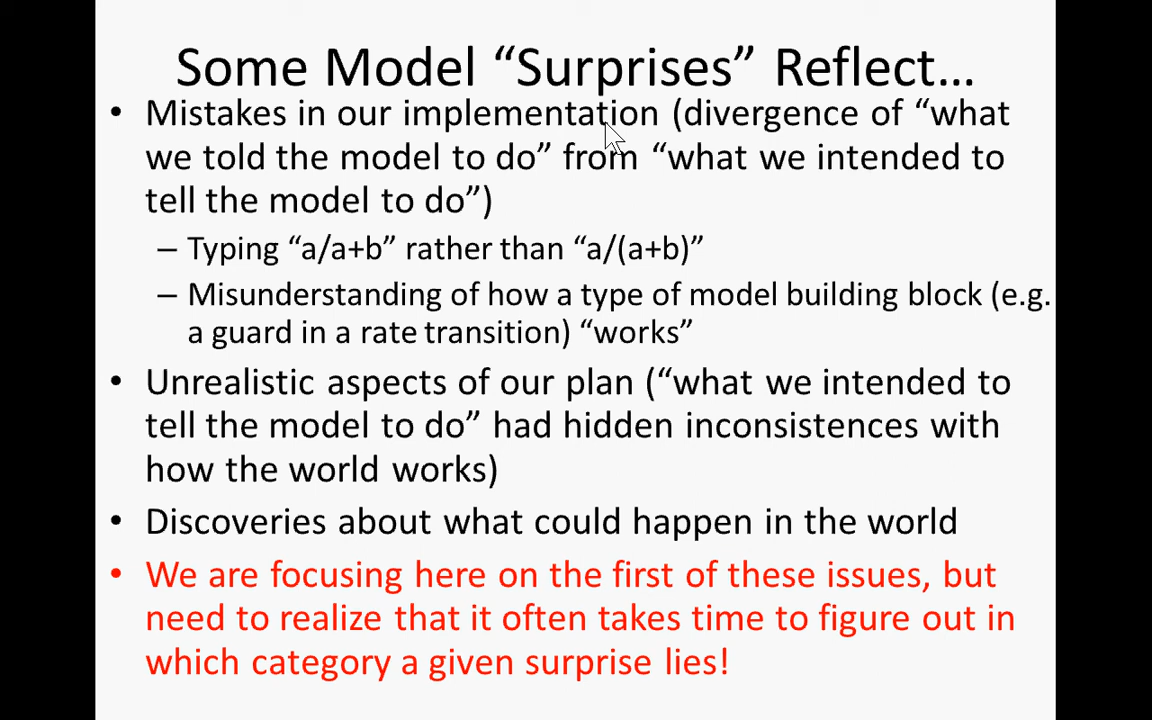 Some Model “Surprises” Reflect…
• Mistakes in our implementation (divergence of “what
we told the model to do” from “what we intended to
tell the model to do”)
– Typing “a/a+b” rather than “a/(a+b)”
– Misunderstanding of how a type of model building block (e.g.
a guard in a rate transition) “works”
• Unrealistic aspects of our plan (“what we intended to
tell the model to do” had hidden inconsistences with
how the world works)
• Discoveries about what could happen in the world
• We are focusing here on the first of these issues, but
need to realize that it often takes time to figure out in
which category a given surprise lies!